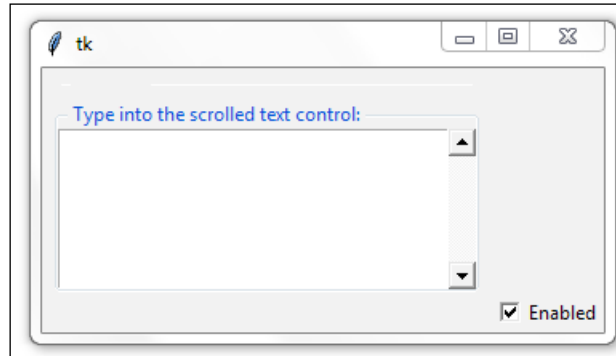 tk
Type into the scrolled text control:
Enabled